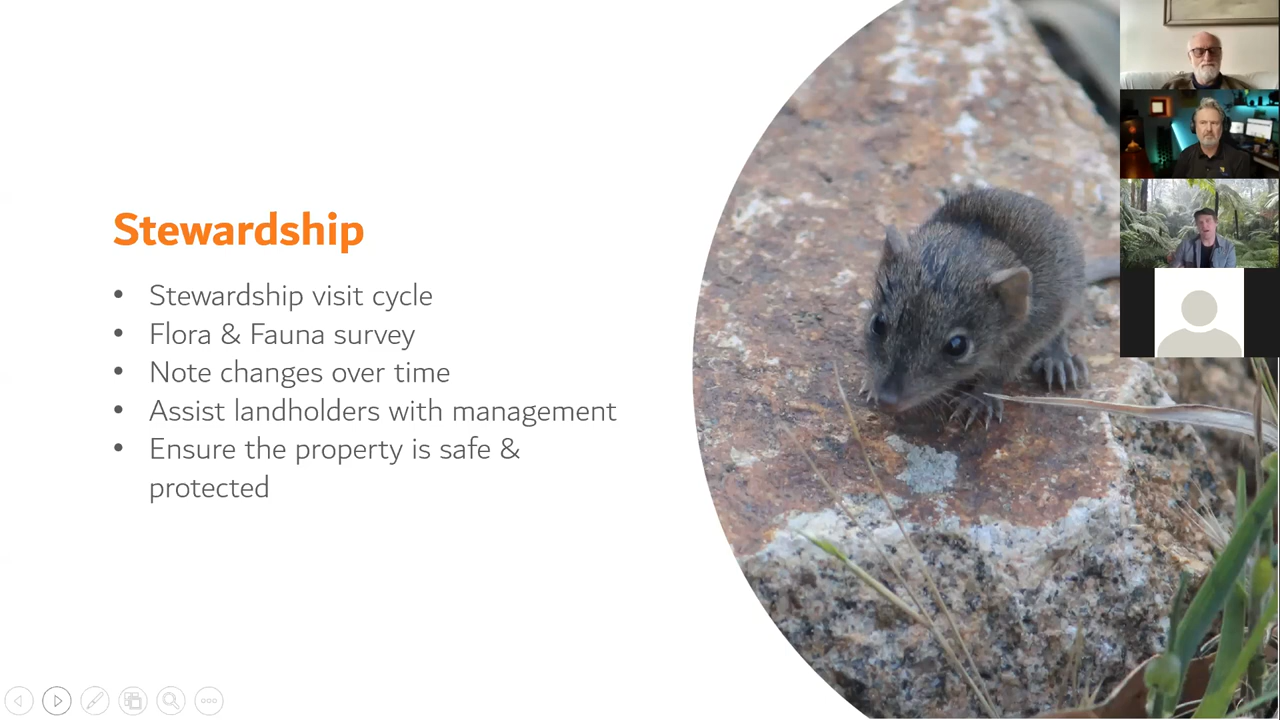 Stewardship
• Stewardship visit cycle
• Flora & Fauna survey
• Note changes over time
• Assist landholders with management
• Ensure the property is safe &
protected